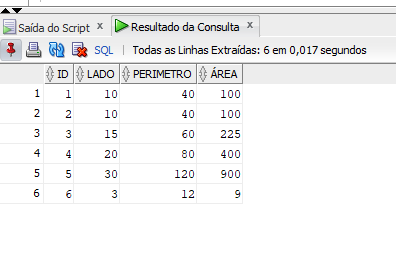 Saída do Script x Resultado da Consulta x
SQL | Todas as Linhas Extraídas: 6 em 0,017 segundos
ID LADO PERIMETRO ÁREA
1 1 10 40 100
2 2 10 40 100
3 3 15 60 225
4 4 20 80 400
5 5 30 120 900
6 6 3 12 9